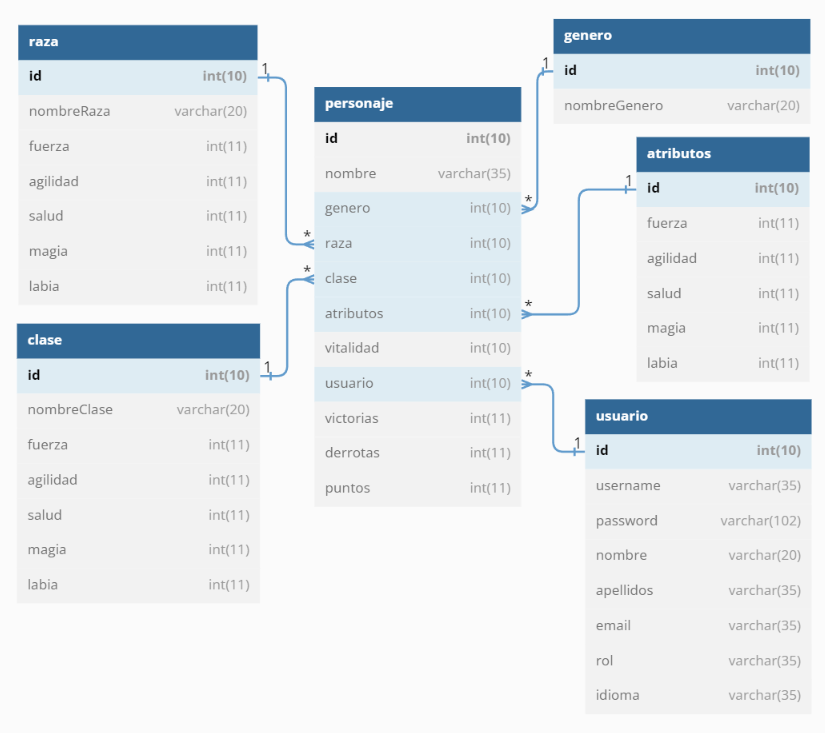 raza
id int(10)
nombreRaza varchar(20)
fuerza int(11)
agilidad int(11)
salud int(11)
magia int(11)
labia int(11)
clase
id int(10)
nombreClase varchar(20)
fuerza int(11)
agilidad int(11)
salud int(11)
magia int(11)
labia int(11)
personaje
id int(10)
nombre varchar(35)
genero int(10)
raza int(10)
clase int(10)
atributos int(10)
vitalidad int(10)
usuario int(10)
victorias int(11)
derrotas int(11)
puntos int(11)
genero
id int(10)
nombreGenero varchar(20)
atributos
id int(10)
fuerza int(11)
agilidad int(11)
salud int(11)
magia int(11)
labia int(11)
usuario
id int(10)
username varchar(35)
password varchar(102)
nombre varchar(20)
apellidos varchar(35)
email varchar(35)
rol varchar(35)
idioma varchar(35)
1
*
1
*
1
*
1
*
1
*